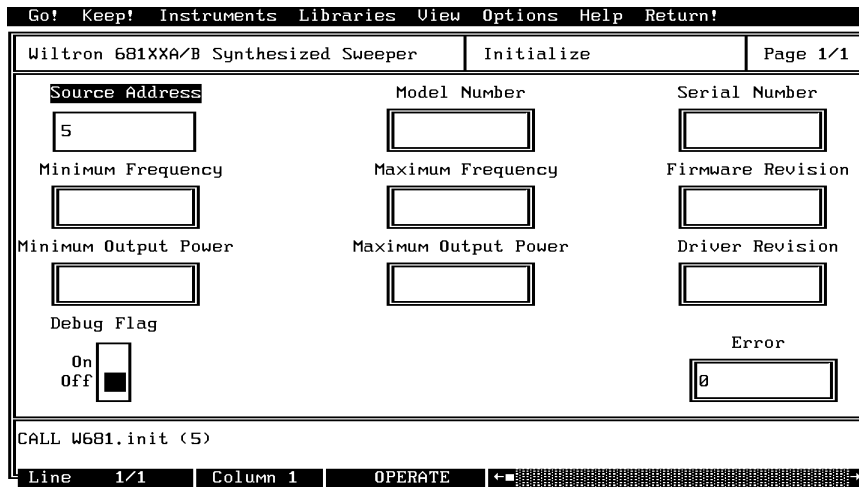 Go! Keep! Instruments Libraries View Options Help Return!
Wiltron 681XXA/B Synthesized Sweeper Initialize Page 1/1
Source Address Model Number Serial Number
5
Minimum Frequency Maximum Frequency Firmware Revision
Minimum Output Power Maximum Output Power Driver Revision
Debug Flag
Error
On
Off 0
CALL W681.init (5)
Line 1/1 Column 1 OPERATE